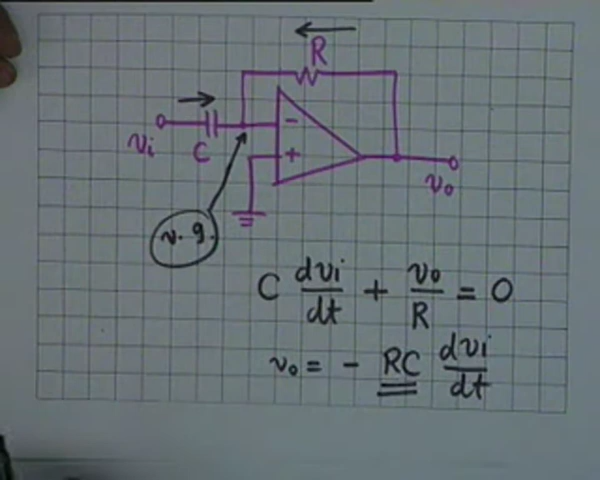 R
vi
C
-
+
vo
v.g.
C dvi/dt + vo/R = 0
vo = - RC dvi/dt